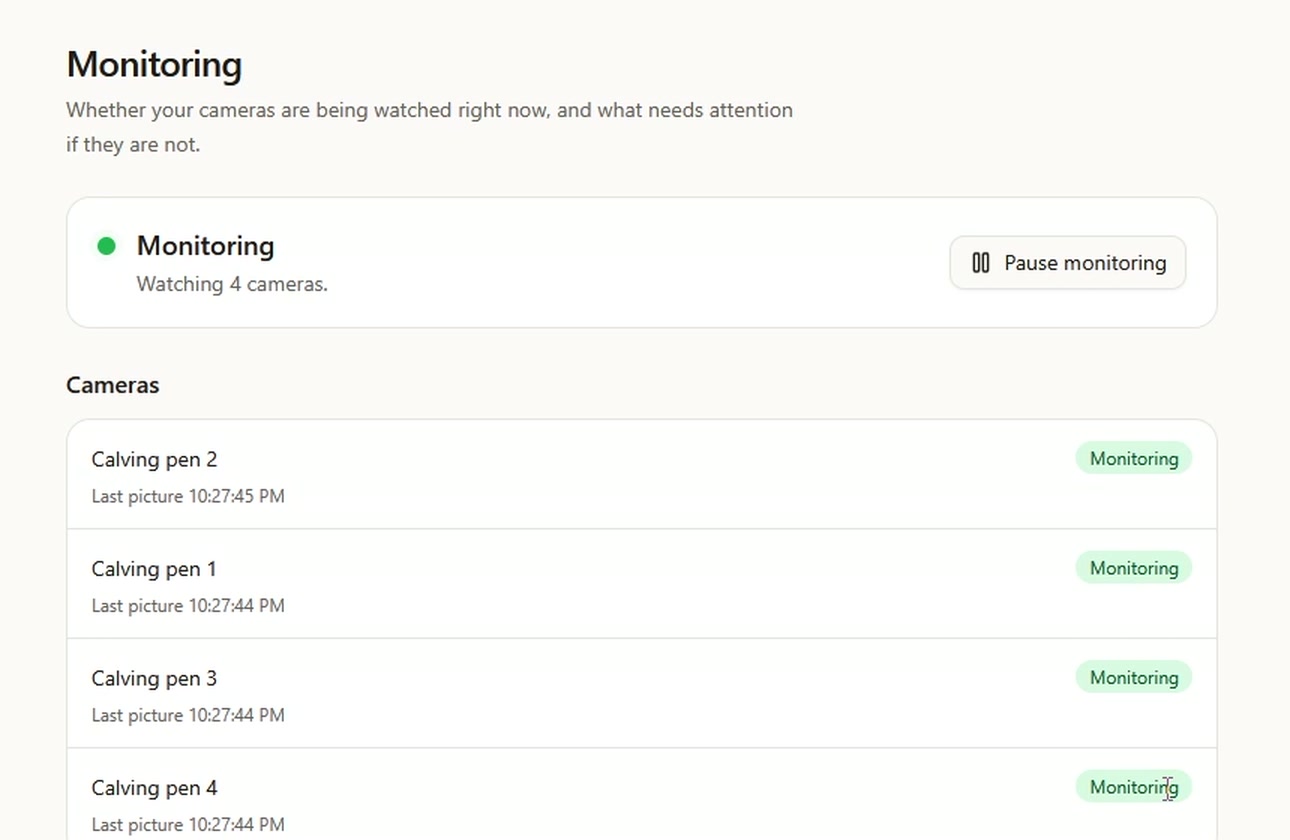 Monitoring
Whether your cameras are being watched right now, and what needs attention
if they are not.
Monitoring
Watching 4 cameras.
Pause monitoring
Cameras
Calving pen 2
Monitoring
Last picture 10:27:45 PM
Calving pen 1
Monitoring
Last picture 10:27:44 PM
Calving pen 3
Monitoring
Last picture 10:27:44 PM
Calving pen 4
Monitoring
Last picture 10:27:44 PM